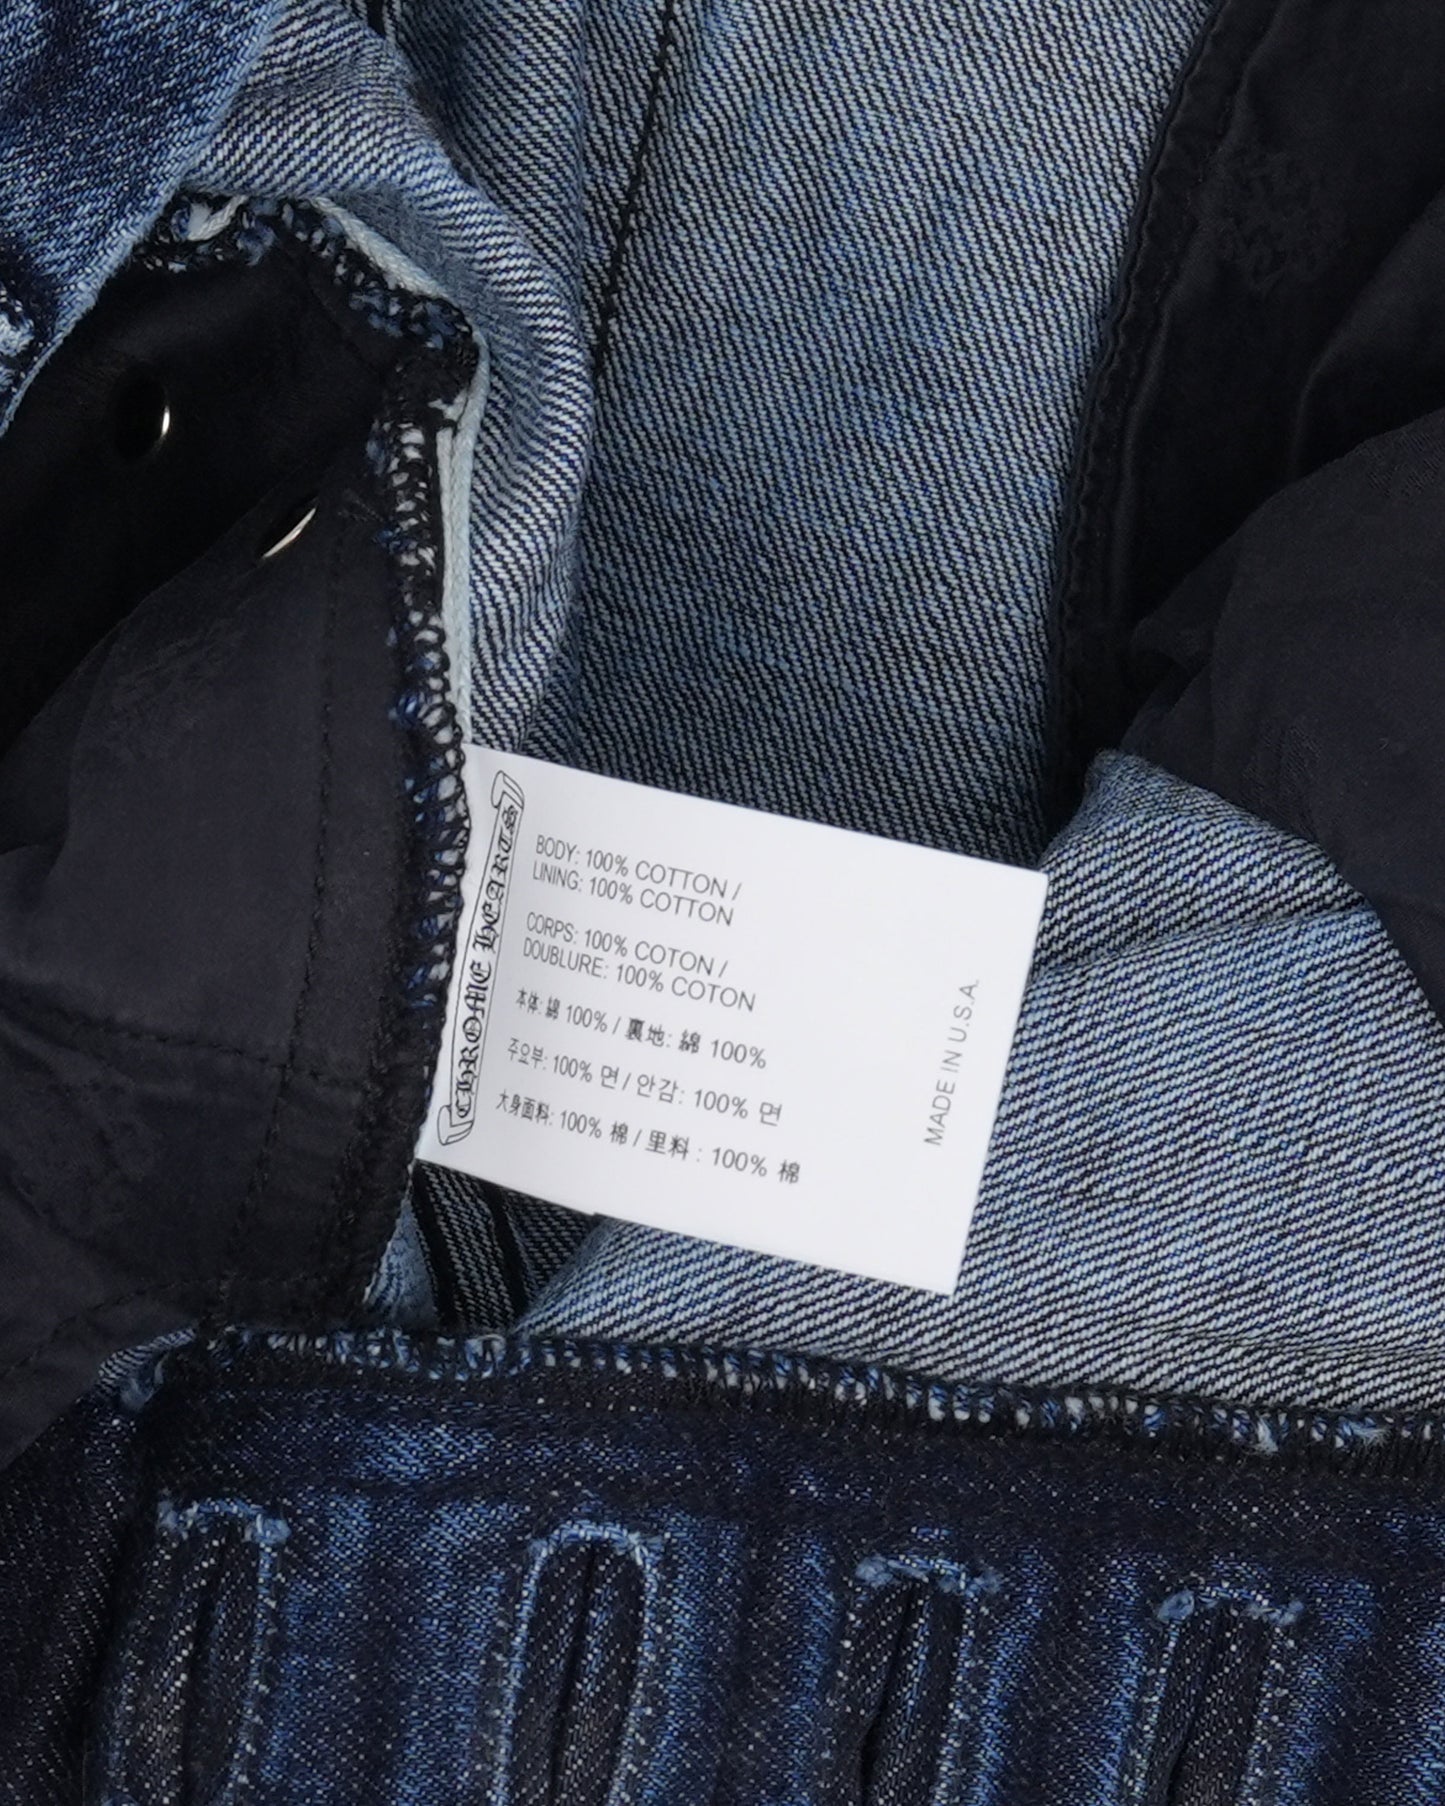 CHROME HEARTS
BODY: 100% COTTON /
LINING: 100% COTTON
CORPS: 100% COTON /
DOUBLURE: 100% COTON
本体: 綿 100% / 裏地: 綿 100%
주요부: 100% 면 / 안감: 100% 면
大身面料: 100% 棉 / 里料 : 100% 棉
MADE IN U.S.A.